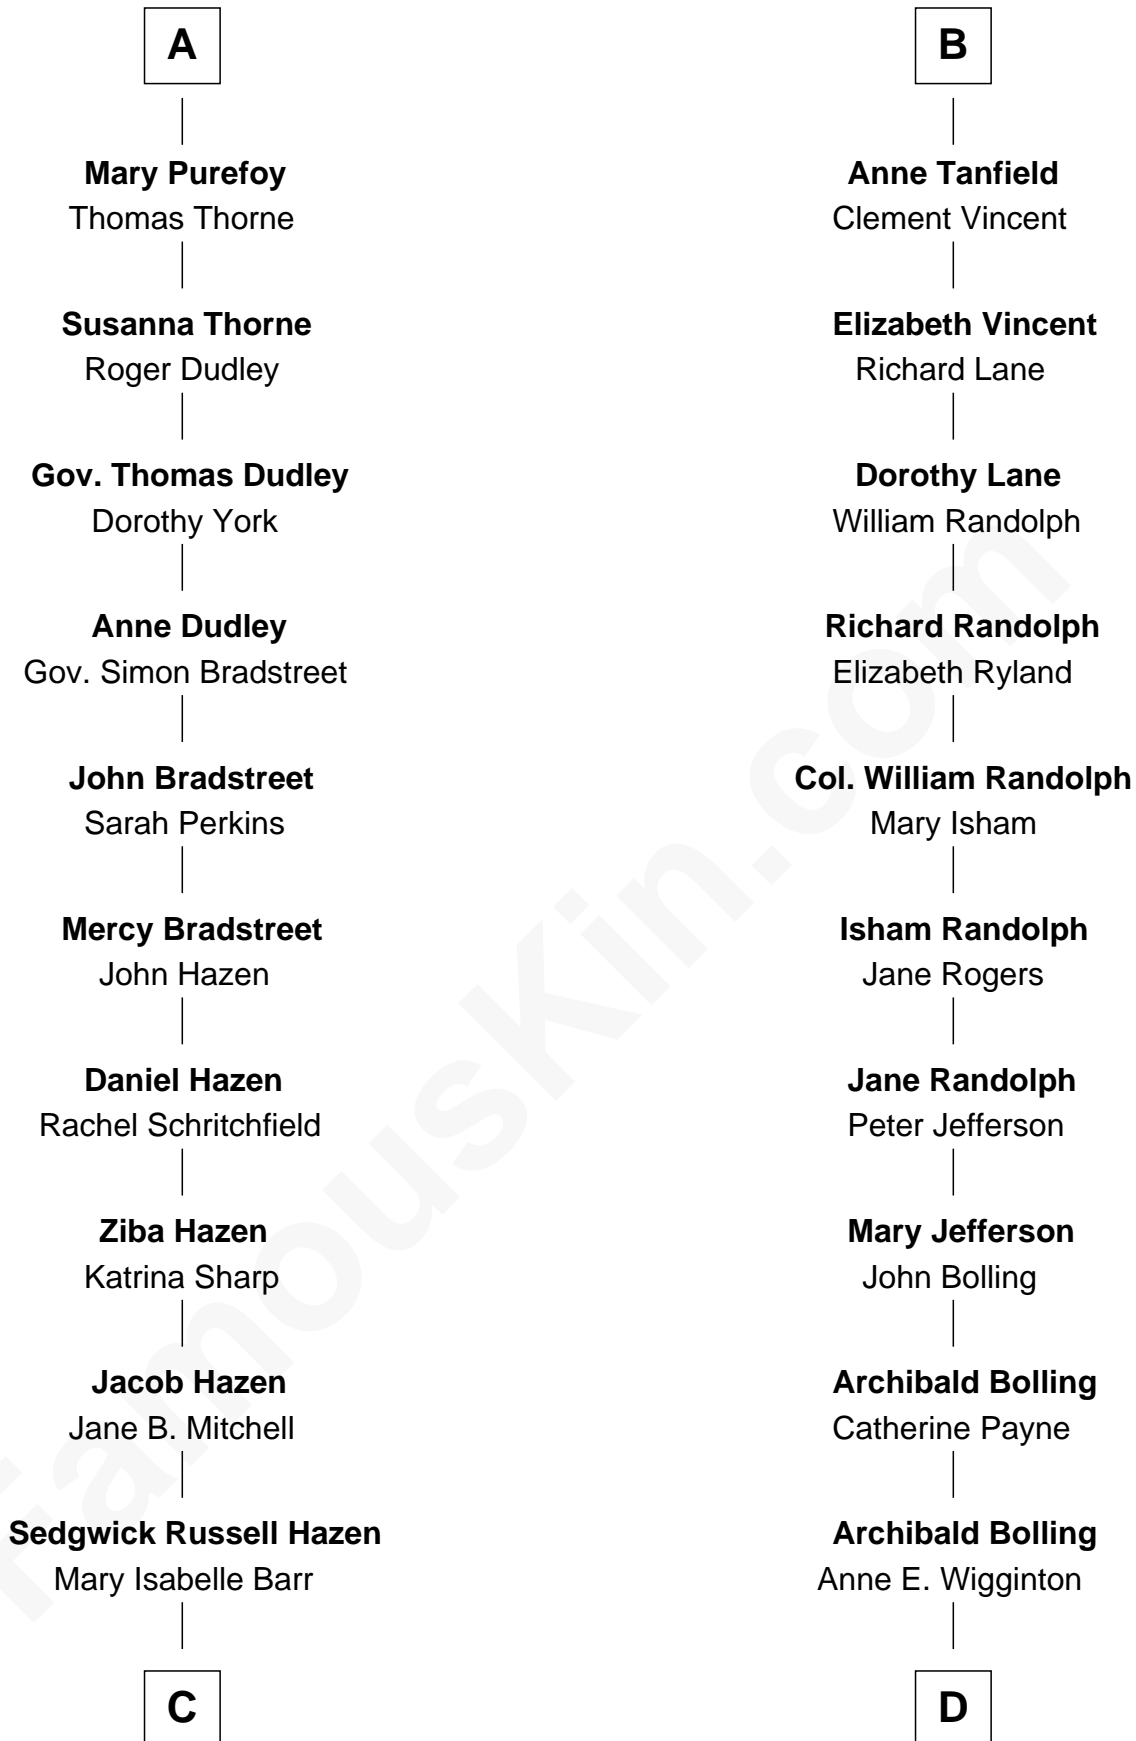 A
Mary Purefoy
Thomas Thorne
Susanna Thorne
Roger Dudley
Gov. Thomas Dudley
Dorothy York
Anne Dudley
Gov. Simon Bradstreet
John Bradstreet
Sarah Perkins
Mercy Bradstreet
John Hazen
Daniel Hazen
Rachel Schritchfield
Ziba Hazen
Katrina Sharp
Jacob Hazen
Jane B. Mitchell
Sedgwick Russell Hazen
Mary Isabelle Barr
C
B
Anne Tanfield
Clement Vincent
Elizabeth Vincent
Richard Lane
Dorothy Lane
William Randolph
Richard Randolph
Elizabeth Ryland
Col. William Randolph
Mary Isham
Isham Randolph
Jane Rogers
Jane Randolph
Peter Jefferson
Mary Jefferson
John Bolling
Archibald Bolling
Catherine Payne
Archibald Bolling
Anne E. Wigginton
D
FamousKin.com